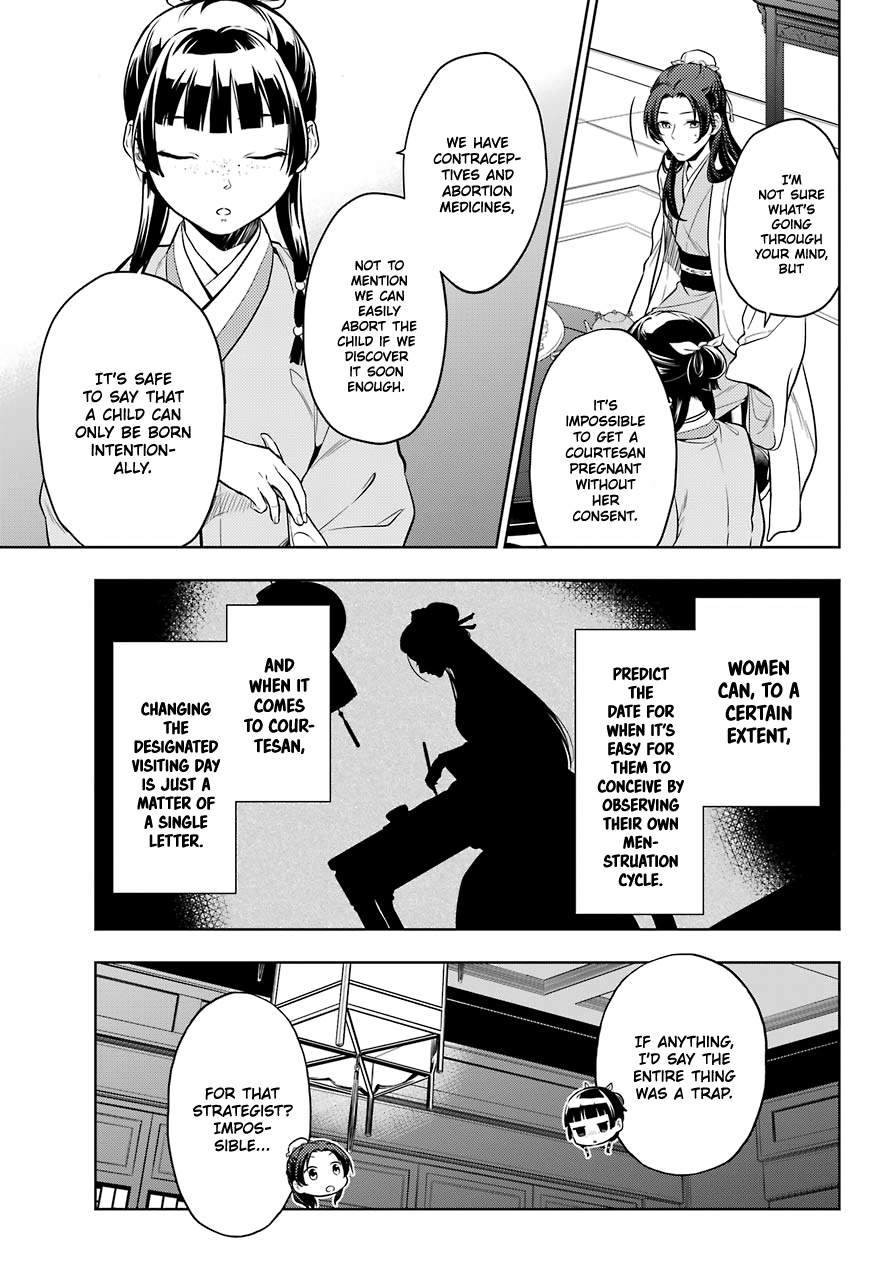 I'M
NOT SURE
WHAT'S
GOING
THROUGH
YOUR MIND,
BUT
IT'S
IMPOSSIBLE
TO GET A
COURTESAN
PREGNANT
WITHOUT
HER
CONSENT.
WE HAVE
CONTRACEP-
TIVES AND
ABORTION
MEDICINES,
NOT TO
MENTION
WE CAN
EASILY
ABORT THE
CHILD IF WE
DISCOVER
IT SOON
ENOUGH.
IT'S SAFE
TO SAY THAT
A CHILD CAN
ONLY BE BORN
INTENTION-
ALLY.
WOMEN
CAN, TO A
CERTAIN
EXTENT,
PREDICT
THE
DATE FOR
WHEN IT'S
EASY FOR
THEM TO
CONCEIVE BY
OBSERVING
THEIR OWN
MEN-
STRUATION
CYCLE.
AND
WHEN IT
COMES
TO COUR-
TESAN,
CHANGING
THE
DESIGNATED
VISITING DAY
IS JUST A
MATTER OF
A SINGLE
LETTER.
IF ANYTHING,
I'D SAY THE
ENTIRE THING
WAS A TRAP.
FOR THAT
STRATEGIST?
IMPOS-
SIBLE...